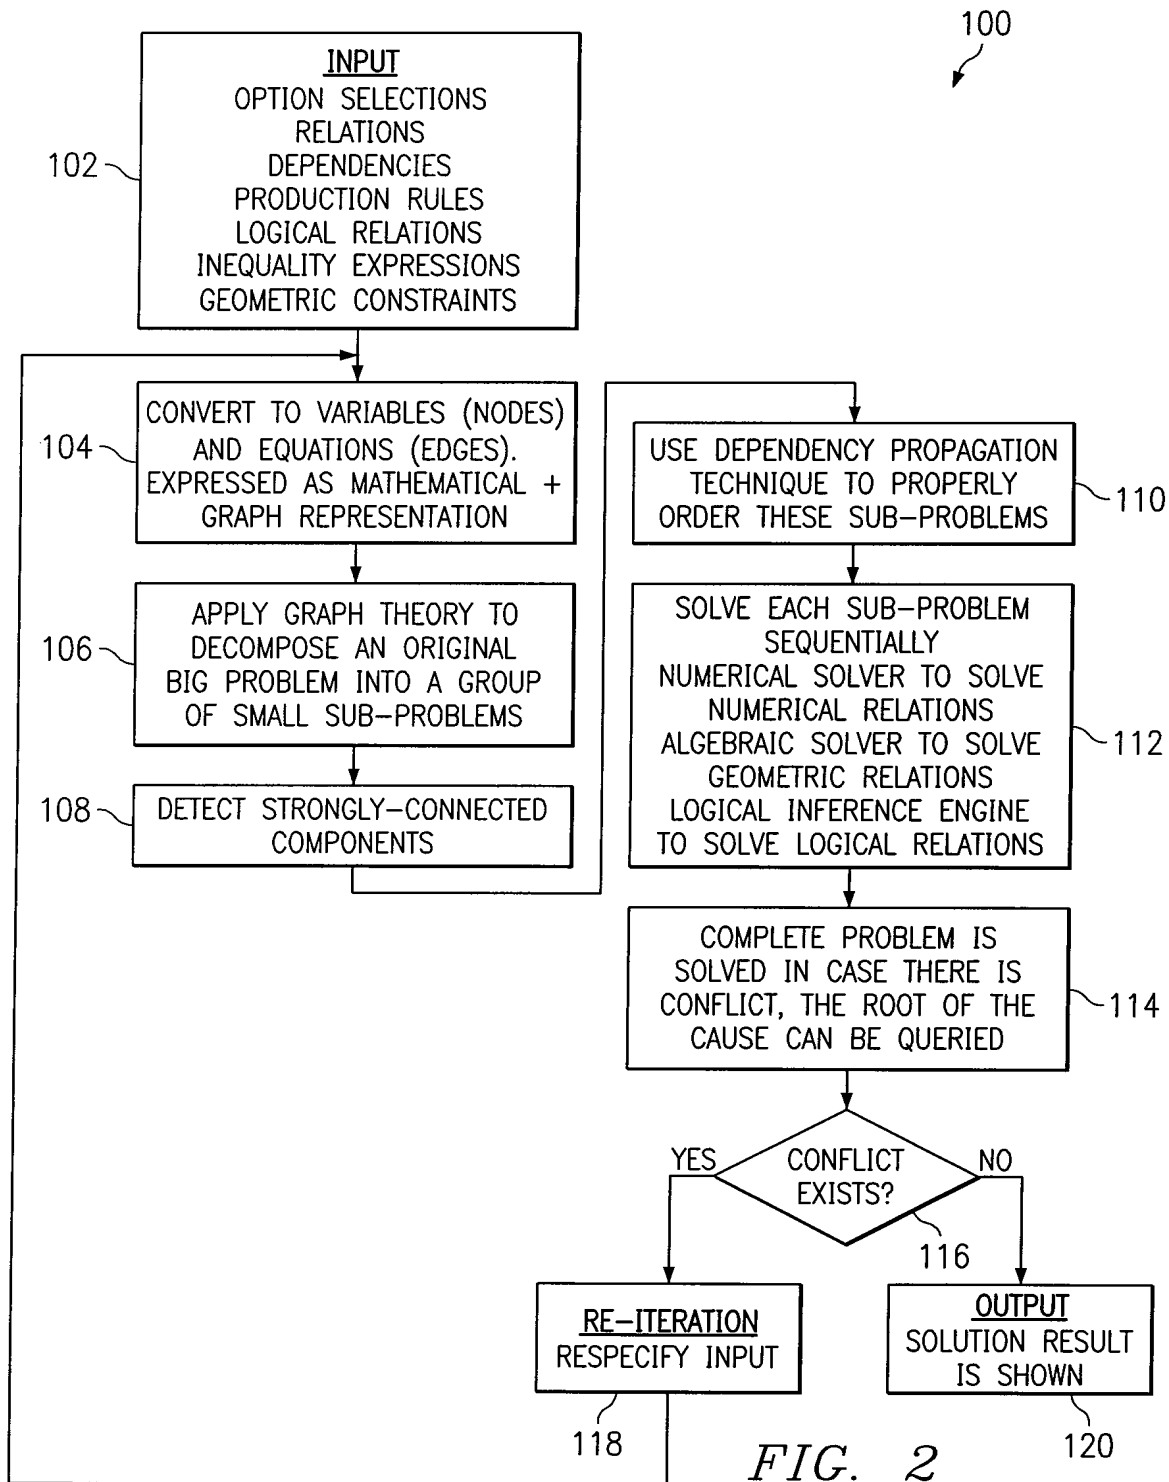 100
INPUT
OPTION SELECTIONS
RELATIONS
DEPENDENCIES
PRODUCTION RULES
LOGICAL RELATIONS
INEQUALITY EXPRESSIONS
GEOMETRIC CONSTRAINTS
102
CONVERT TO VARIABLES (NODES)
AND EQUATIONS (EDGES).
EXPRESSED AS MATHEMATICAL +
GRAPH REPRESENTATION
104
APPLY GRAPH THEORY TO
DECOMPOSE AN ORIGINAL
BIG PROBLEM INTO A GROUP
OF SMALL SUB-PROBLEMS
106
DETECT STRONGLY-CONNECTED
COMPONENTS
108
USE DEPENDENCY PROPAGATION
TECHNIQUE TO PROPERLY
ORDER THESE SUB-PROBLEMS
110
SOLVE EACH SUB-PROBLEM
SEQUENTIALLY
NUMERICAL SOLVER TO SOLVE
NUMERICAL RELATIONS
ALGEBRAIC SOLVER TO SOLVE
GEOMETRIC RELATIONS
LOGICAL INFERENCE ENGINE
TO SOLVE LOGICAL RELATIONS
112
COMPLETE PROBLEM IS
SOLVED IN CASE THERE IS
CONFLICT, THE ROOT OF THE
CAUSE CAN BE QUERIED
114
YES
CONFLICT
EXISTS?
NO
116
RE-ITERATION
RESPECIFY INPUT
118
OUTPUT
SOLUTION RESULT
IS SHOWN
120
FIG. 2